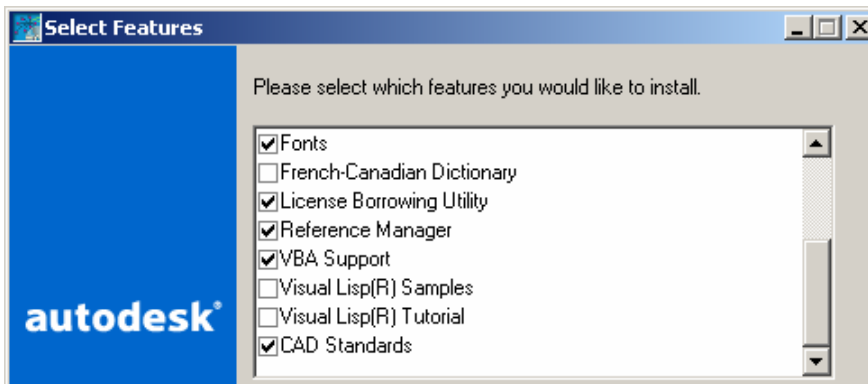 Select Features
Please select which features you would like to install.
Fonts
French-Canadian Dictionary
License Borrowing Utility
Reference Manager
VBA Support
Visual Lisp(R) Samples
Visual Lisp(R) Tutorial
CAD Standards
autodesk®